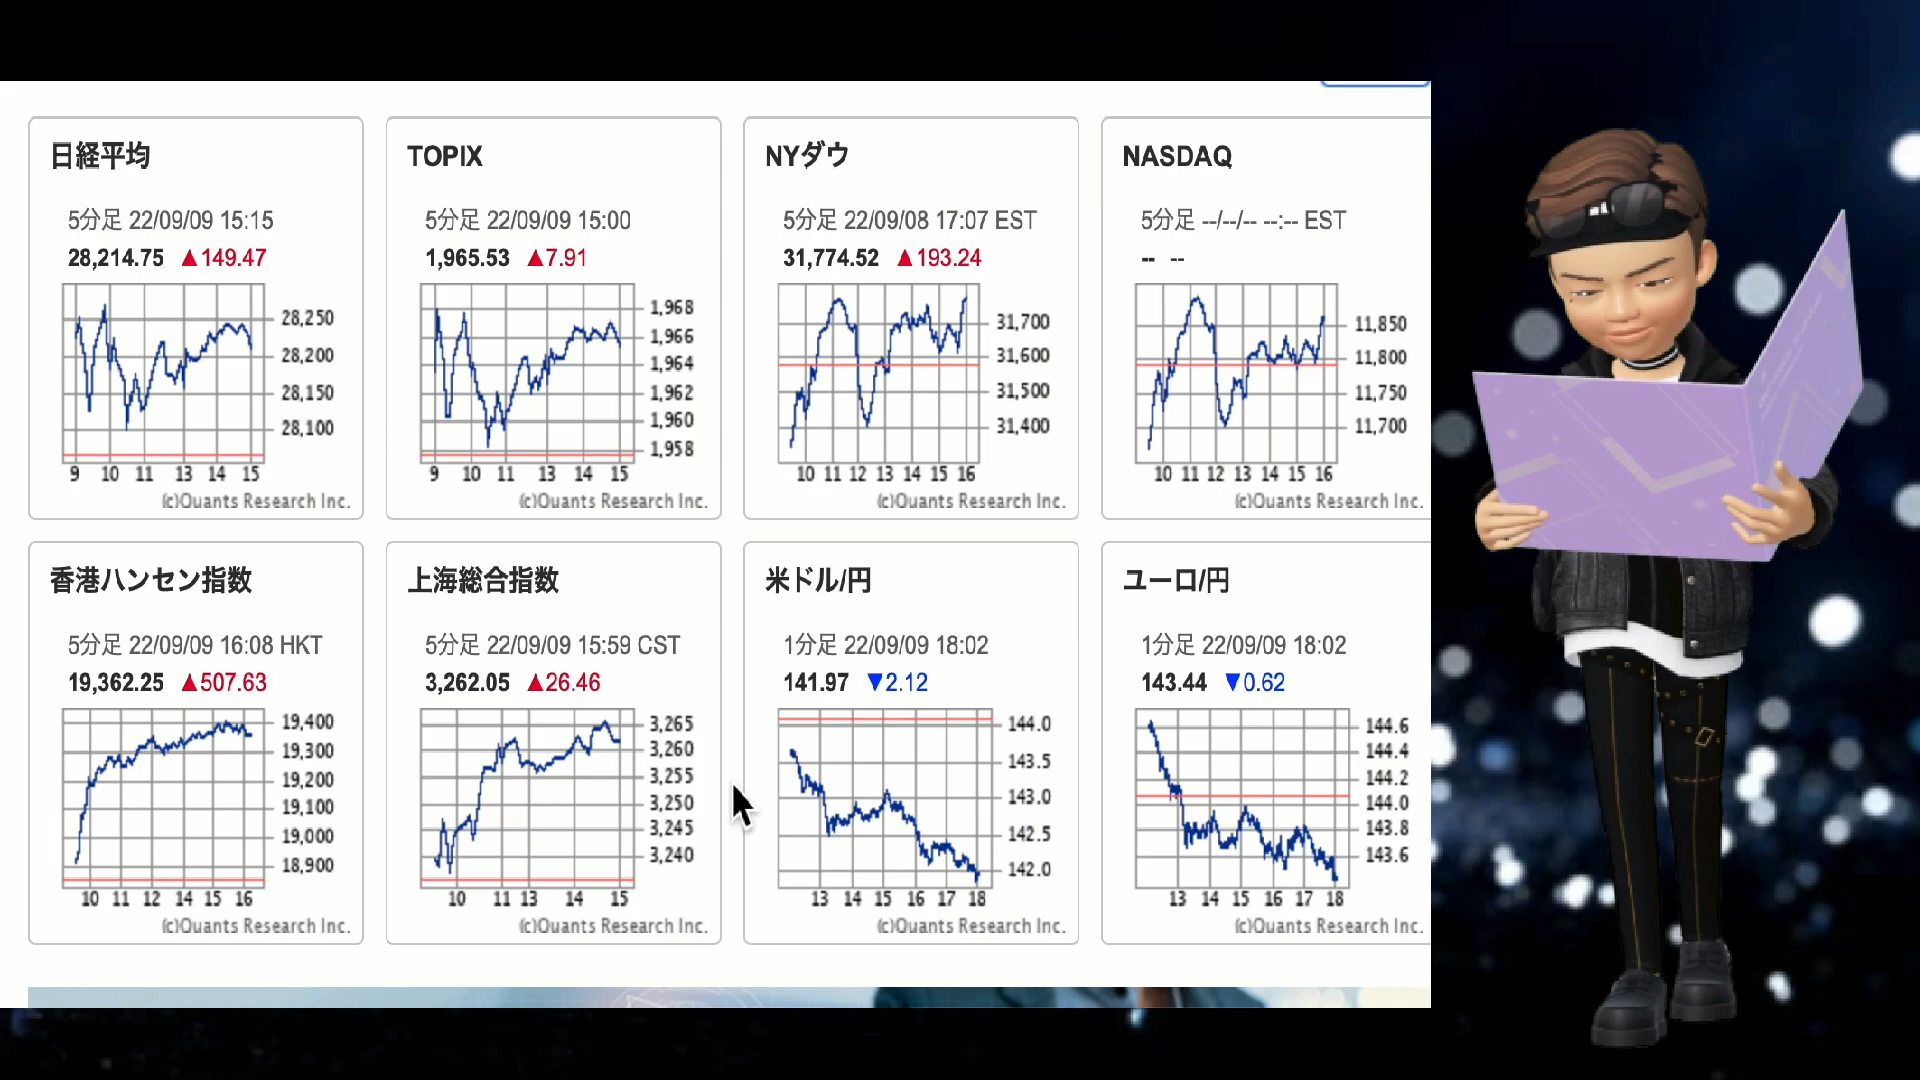 日経平均
5分足 22/09/09 15:15
28,214.75 ▲149.47
28,250
28,200
28,150
28,100
9 10 11 13 14 15
(c)Quants Research Inc.
TOPIX
5分足 22/09/09 15:00
1,965.53 ▲7.91
1,968
1,966
1,964
1,962
1,960
1,958
9 10 11 13 14 15
(c)Quants Research Inc.
NYダウ
5分足 22/09/08 17:07 EST
31,774.52 ▲193.24
31,700
31,600
31,500
31,400
10 11 12 13 14 15 16
(c)Quants Research Inc.
NASDAQ
5分足 --/--/-- --:-- EST
-- --
11,850
11,800
11,750
11,700
10 11 12 13 14 15 16
(c)Quants Research Inc.
香港ハンセン指数
5分足 22/09/09 16:08 HKT
19,362.25 ▲507.63
19,400
19,300
19,200
19,100
19,000
18,900
10 11 12 14 15 16
(c)Quants Research Inc.
上海総合指数
5分足 22/09/09 15:59 CST
3,262.05 ▲26.46
3,265
3,260
3,255
3,250
3,245
3,240
10 11 13 14 15
(c)Quants Research Inc.
米ドル/円
1分足 22/09/09 18:02
141.97 ▼2.12
144.0
143.5
143.0
142.5
142.0
13 14 15 16 17 18
(c)Quants Research Inc.
ユーロ/円
1分足 22/09/09 18:02
143.44 ▼0.62
144.6
144.4
144.2
144.0
143.8
143.6
13 14 15 16 17 18
(c)Quants Research Inc.